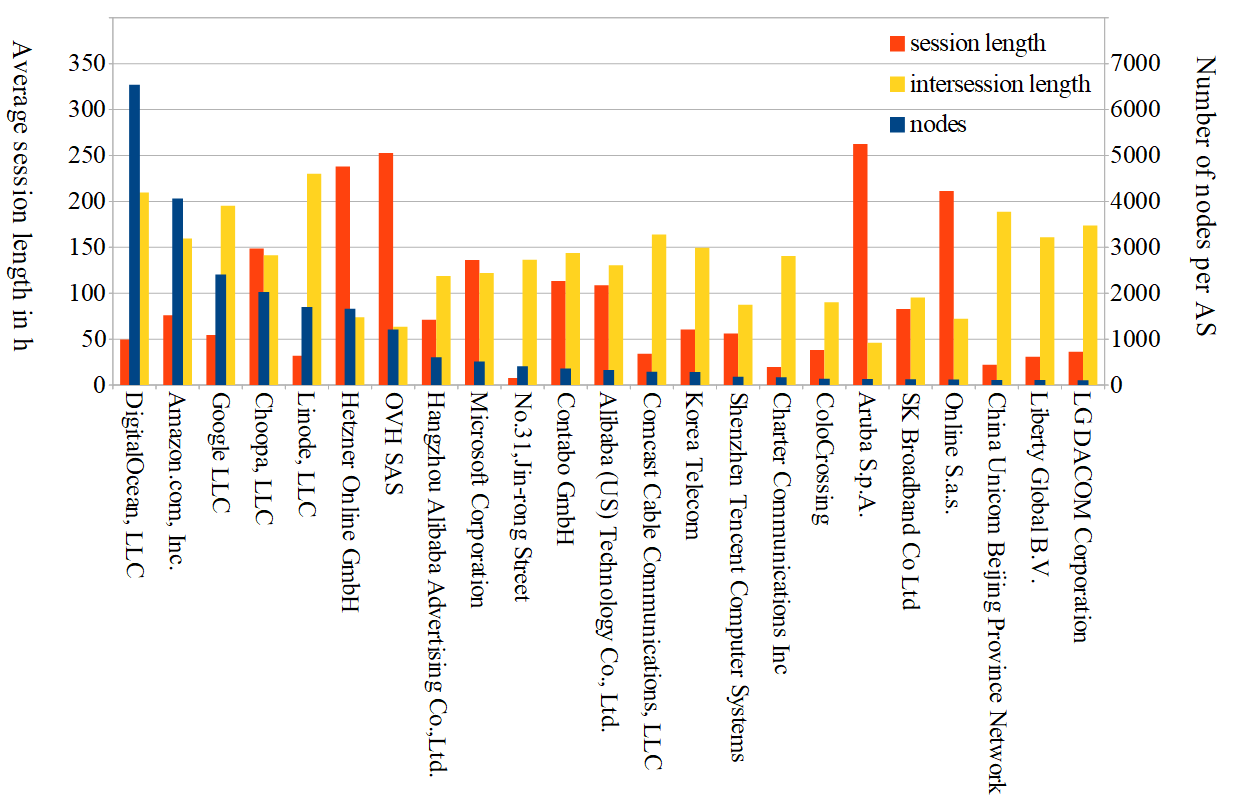 session length
intersession length
nodes
Average session length in h
350
300
250
200
150
100
50
0
7000
6000
5000
4000
3000
2000
1000
0
Number of nodes per AS
DigitalOcean, LLC
Amazon.com, Inc.
Google LLC
Choopa, LLC
Linode, LLC
Hetzner Online GmbH
OVH SAS
Hangzhou Alibaba Advertising Co.,Ltd.
Microsoft Corporation
No.31,Jin-rong Street
Contabo GmbH
Alibaba (US) Technology Co., Ltd.
Comcast Cable Communications, LLC
Korea Telecom
Shenzhen Tencent Computer Systems
Charter Communications Inc
ColoCrossing
Aruba S.p.A.
SK Broadband Co Ltd
Online S.a.s.
China Unicom Beijing Province Network
Liberty Global B.V.
LG DACOM Corporation